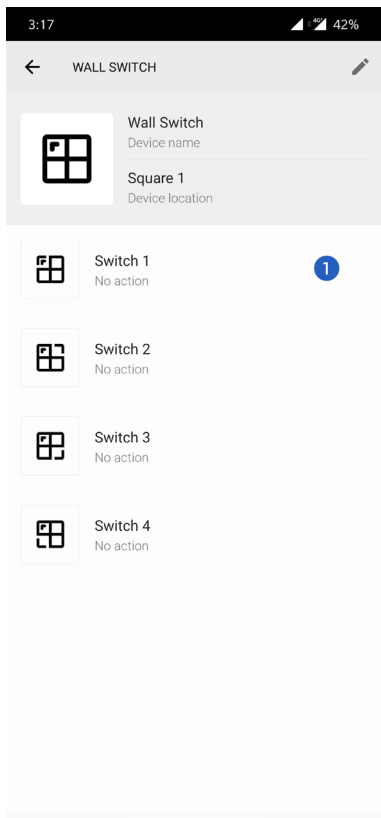 3:17
4G+ 42%
WALL SWITCH
Wall Switch
Device name
Square 1
Device location
Switch 1
No action
1
Switch 2
No action
Switch 3
No action
Switch 4
No action